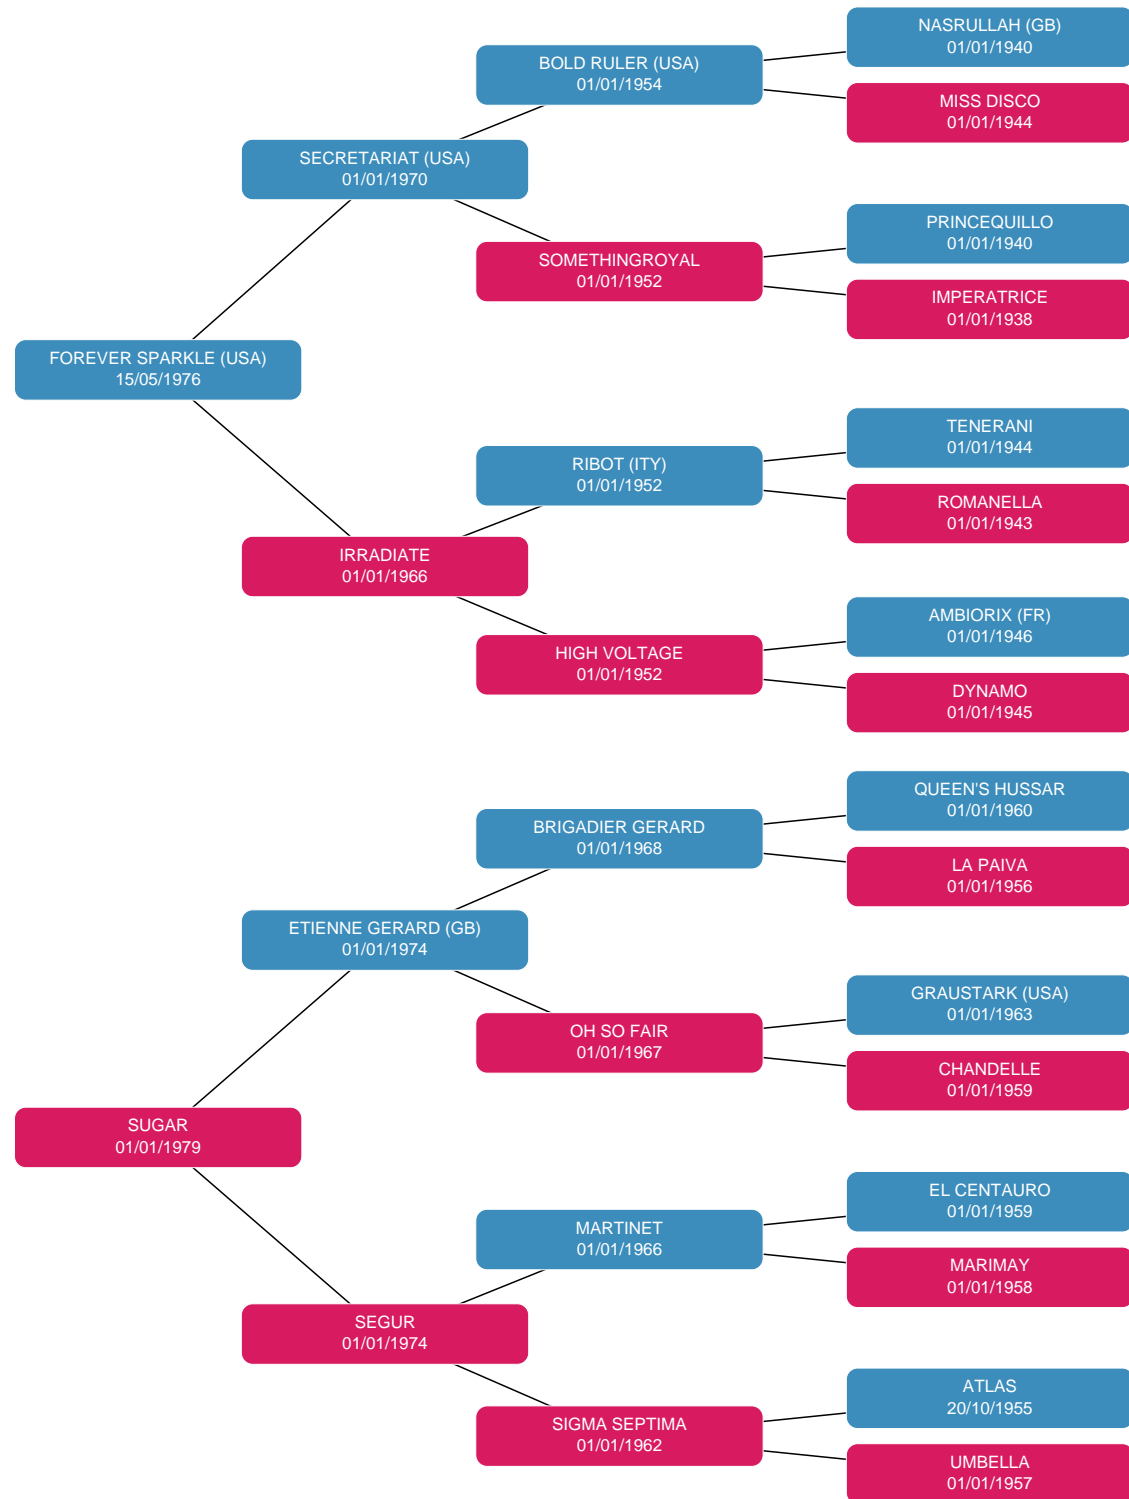 NASRULLAH (GB)
01/01/1940
BOLD RULER (USA)
01/01/1954
MISS DISCO
01/01/1944
SECRETARIAT (USA)
01/01/1970
PRINCEQUILLO
01/01/1940
SOMETHINGROYAL
01/01/1952
IMPERATRICE
01/01/1938
FOREVER SPARKLE (USA)
15/05/1976
TENERANI
01/01/1944
RIBOT (ITY)
01/01/1952
ROMANELLA
01/01/1943
IRRADIATE
01/01/1966
AMBIORIX (FR)
01/01/1946
HIGH VOLTAGE
01/01/1952
DYNAMO
01/01/1945
QUEEN'S HUSSAR
01/01/1960
BRIGADIER GERARD
01/01/1968
LA PAIVA
01/01/1956
ETIENNE GERARD (GB)
01/01/1974
GRAUSTARK (USA)
01/01/1963
OH SO FAIR
01/01/1967
CHANDELLE
01/01/1959
SUGAR
01/01/1979
EL CENTAURO
01/01/1959
MARTINET
01/01/1966
MARIMAY
01/01/1958
SEGUR
01/01/1974
ATLAS
20/10/1955
SIGMA SEPTIMA
01/01/1962
UMBELLA
01/01/1957